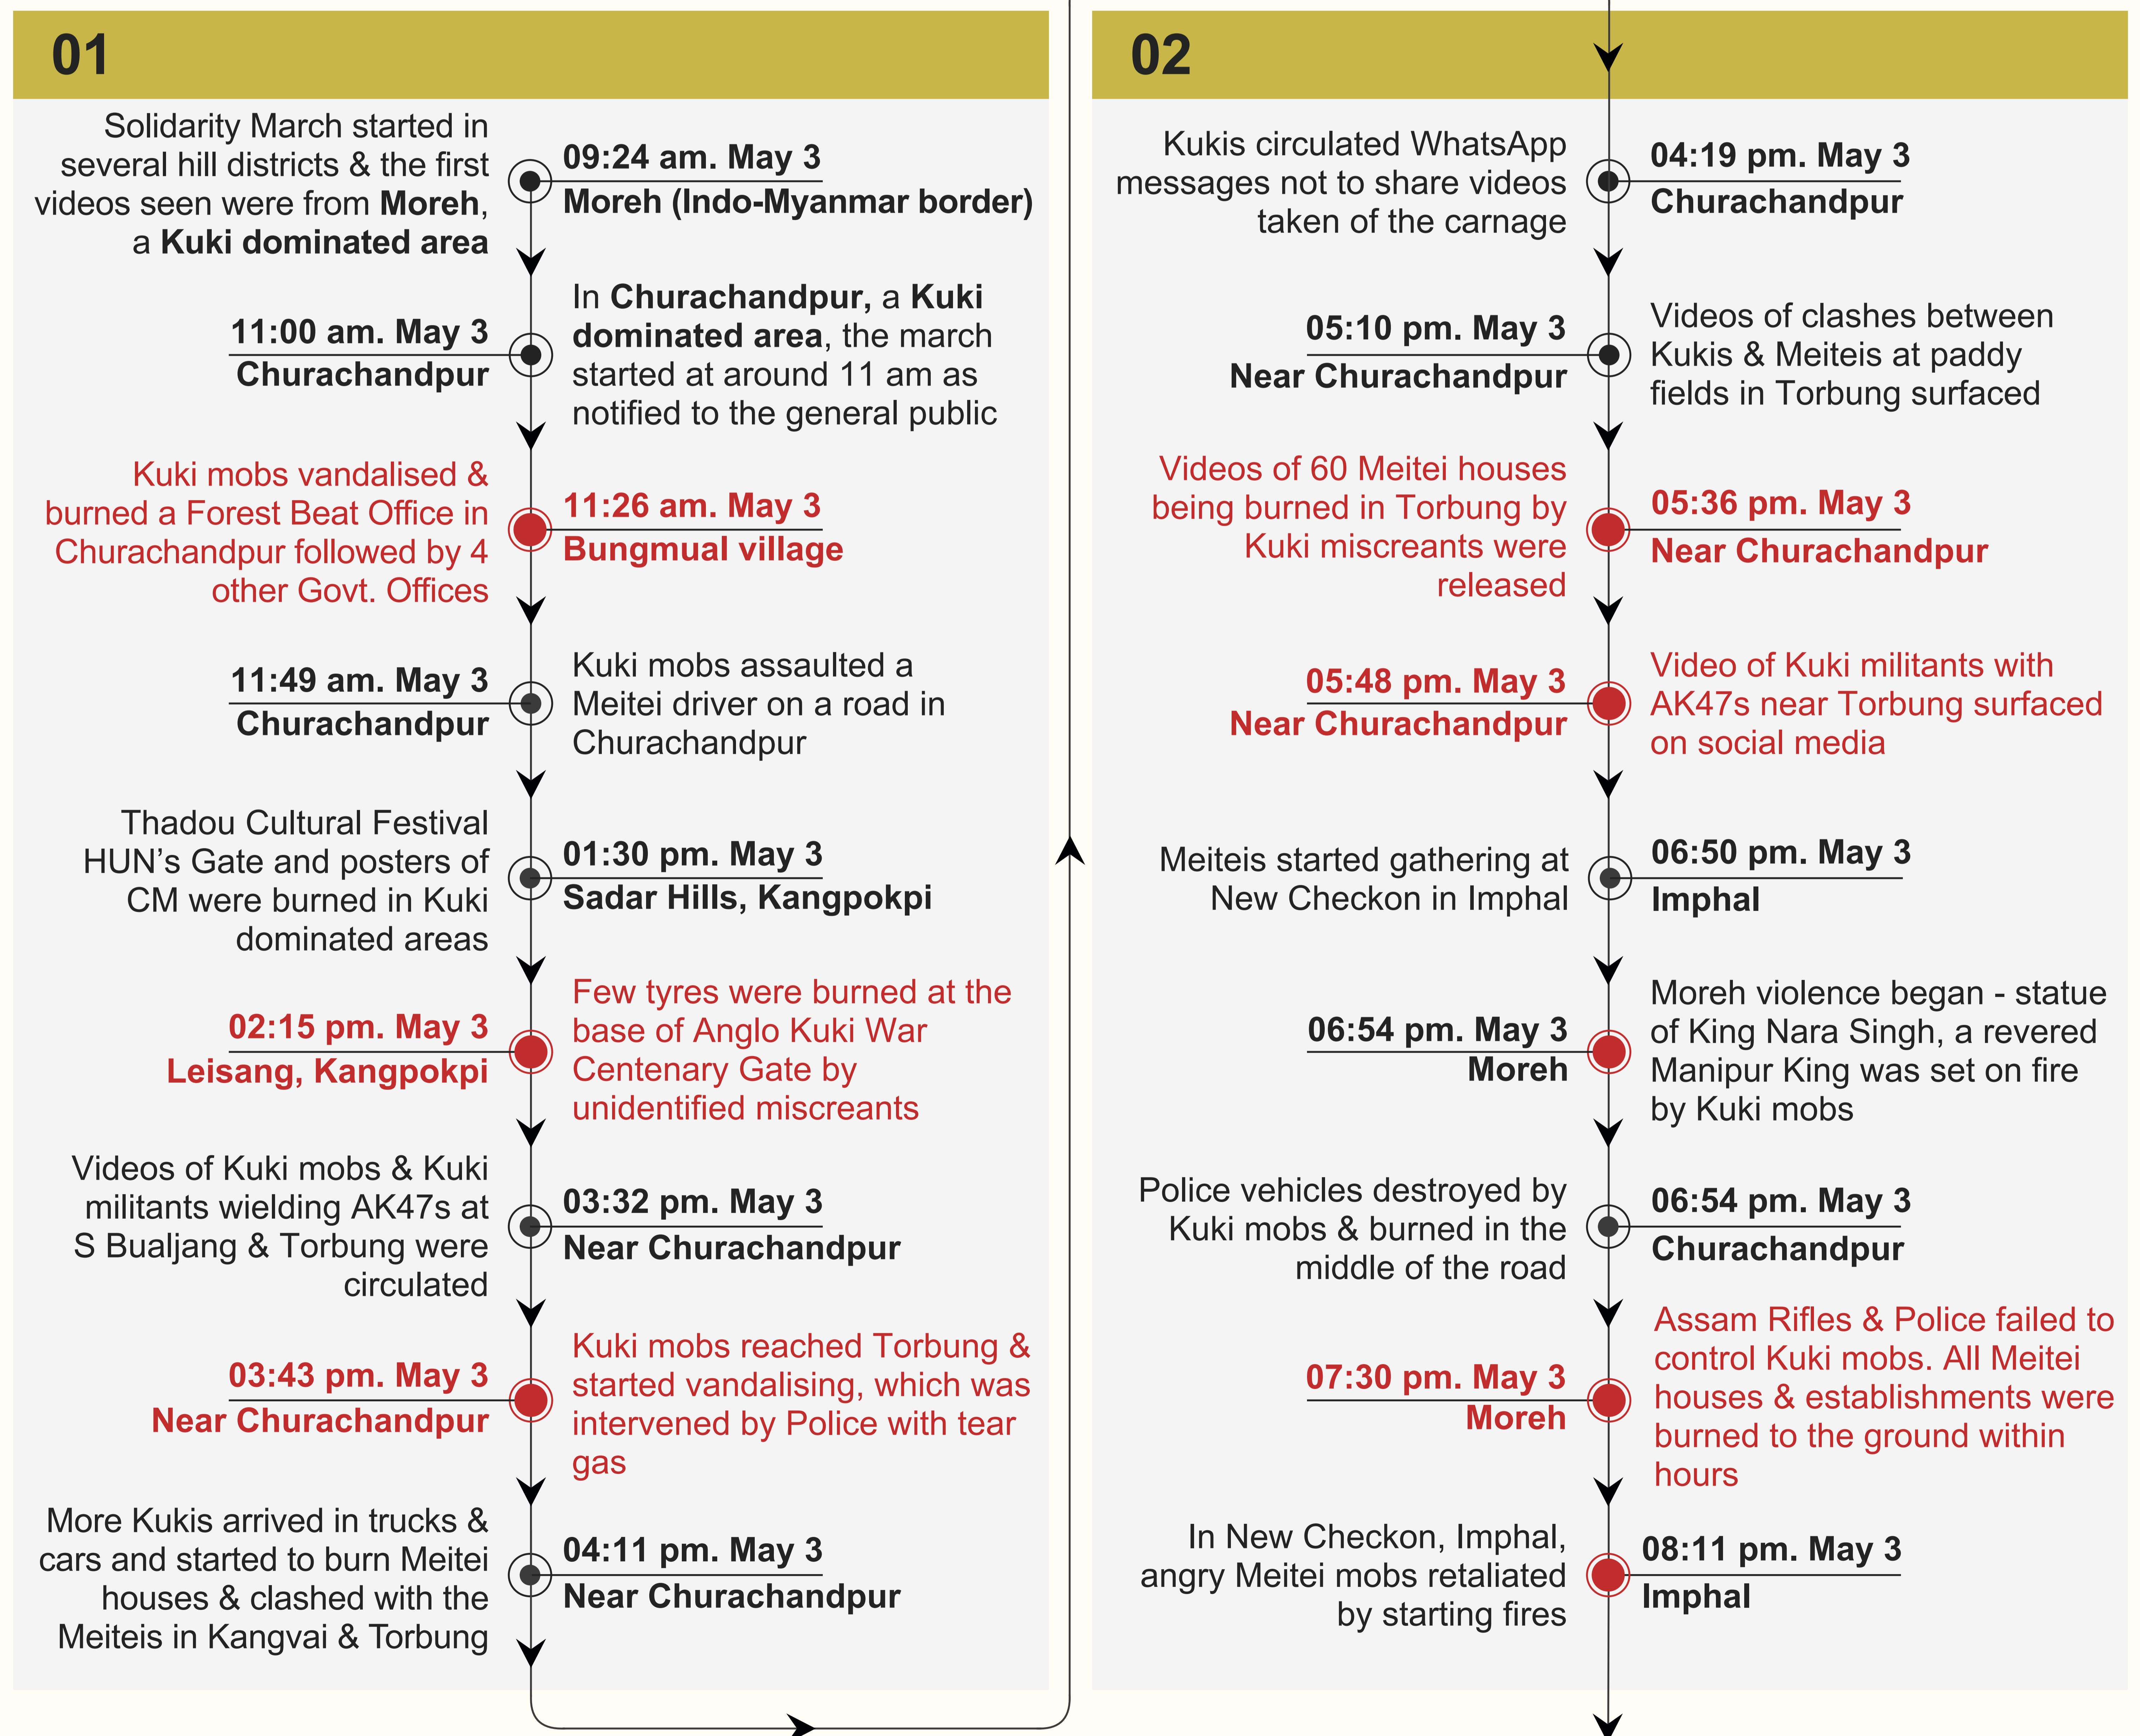 01
Solidarity March started in
several hill districts & the first
videos seen were from Moreh,
a Kuki dominated area
09:24 am. May 3
Moreh (Indo-Myanmar border)
11:00 am. May 3
Churachandpur
In Churachandpur, a Kuki
dominated area, the march
started at around 11 am as
notified to the general public
Kuki mobs vandalised &
burned a Forest Beat Office in
Churachandpur followed by 4
other Govt. Offices
11:26 am. May 3
Bungmual village
11:49 am. May 3
Churachandpur
Kuki mobs assaulted a
Meitei driver on a road in
Churachandpur
Thadou Cultural Festival
HUN’s Gate and posters of
CM were burned in Kuki
dominated areas
01:30 pm. May 3
Sadar Hills, Kangpokpi
02:15 pm. May 3
Leisang, Kangpokpi
Few tyres were burned at the
base of Anglo Kuki War
Centenary Gate by
unidentified miscreants
Videos of Kuki mobs & Kuki
militants wielding AK47s at
S Bualjang & Torbung were
circulated
03:32 pm. May 3
Near Churachandpur
03:43 pm. May 3
Near Churachandpur
Kuki mobs reached Torbung &
started vandalising, which was
intervened by Police with tear
gas
More Kukis arrived in trucks &
cars and started to burn Meitei
houses & clashed with the
Meiteis in Kangvai & Torbung
04:11 pm. May 3
Near Churachandpur
02
Kukis circulated WhatsApp
messages not to share videos
taken of the carnage
04:19 pm. May 3
Churachandpur
05:10 pm. May 3
Near Churachandpur
Videos of clashes between
Kukis & Meiteis at paddy
fields in Torbung surfaced
Videos of 60 Meitei houses
being burned in Torbung by
Kuki miscreants were
released
05:36 pm. May 3
Near Churachandpur
05:48 pm. May 3
Near Churachandpur
Video of Kuki militants with
AK47s near Torbung surfaced
on social media
Meiteis started gathering at
New Checkon in Imphal
06:50 pm. May 3
Imphal
06:54 pm. May 3
Moreh
Moreh violence began - statue
of King Nara Singh, a revered
Manipur King was set on fire
by Kuki mobs
Police vehicles destroyed by
Kuki mobs & burned in the
middle of the road
06:54 pm. May 3
Churachandpur
07:30 pm. May 3
Moreh
Assam Rifles & Police failed to
control Kuki mobs. All Meitei
houses & establishments were
burned to the ground within
hours
In New Checkon, Imphal,
angry Meitei mobs retaliated
by starting fires
08:11 pm. May 3
Imphal